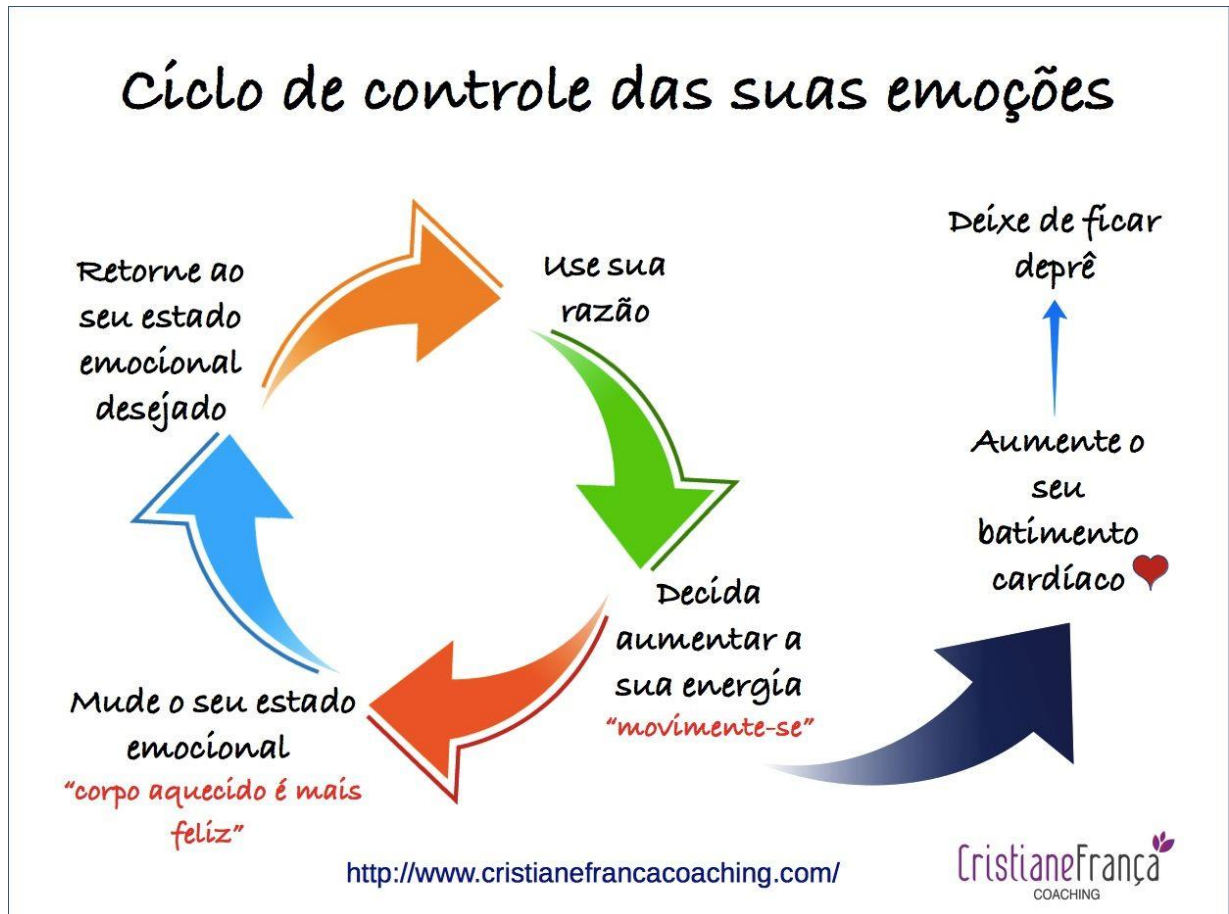 Ciclo de controle das suas emoções
Retorne ao
seu estado
emocional
desejado
Use sua
razão
Decida
aumentar a
sua energia
“movimente-se”
Mude o seu estado
emocional
“corpo aquecido é mais
feliz”
Deixe de ficar
deprê
Aumente o
seu
batimento
cardíaco
http://www.cristianefrancacoaching.com/
CristianeFrança
COACHING